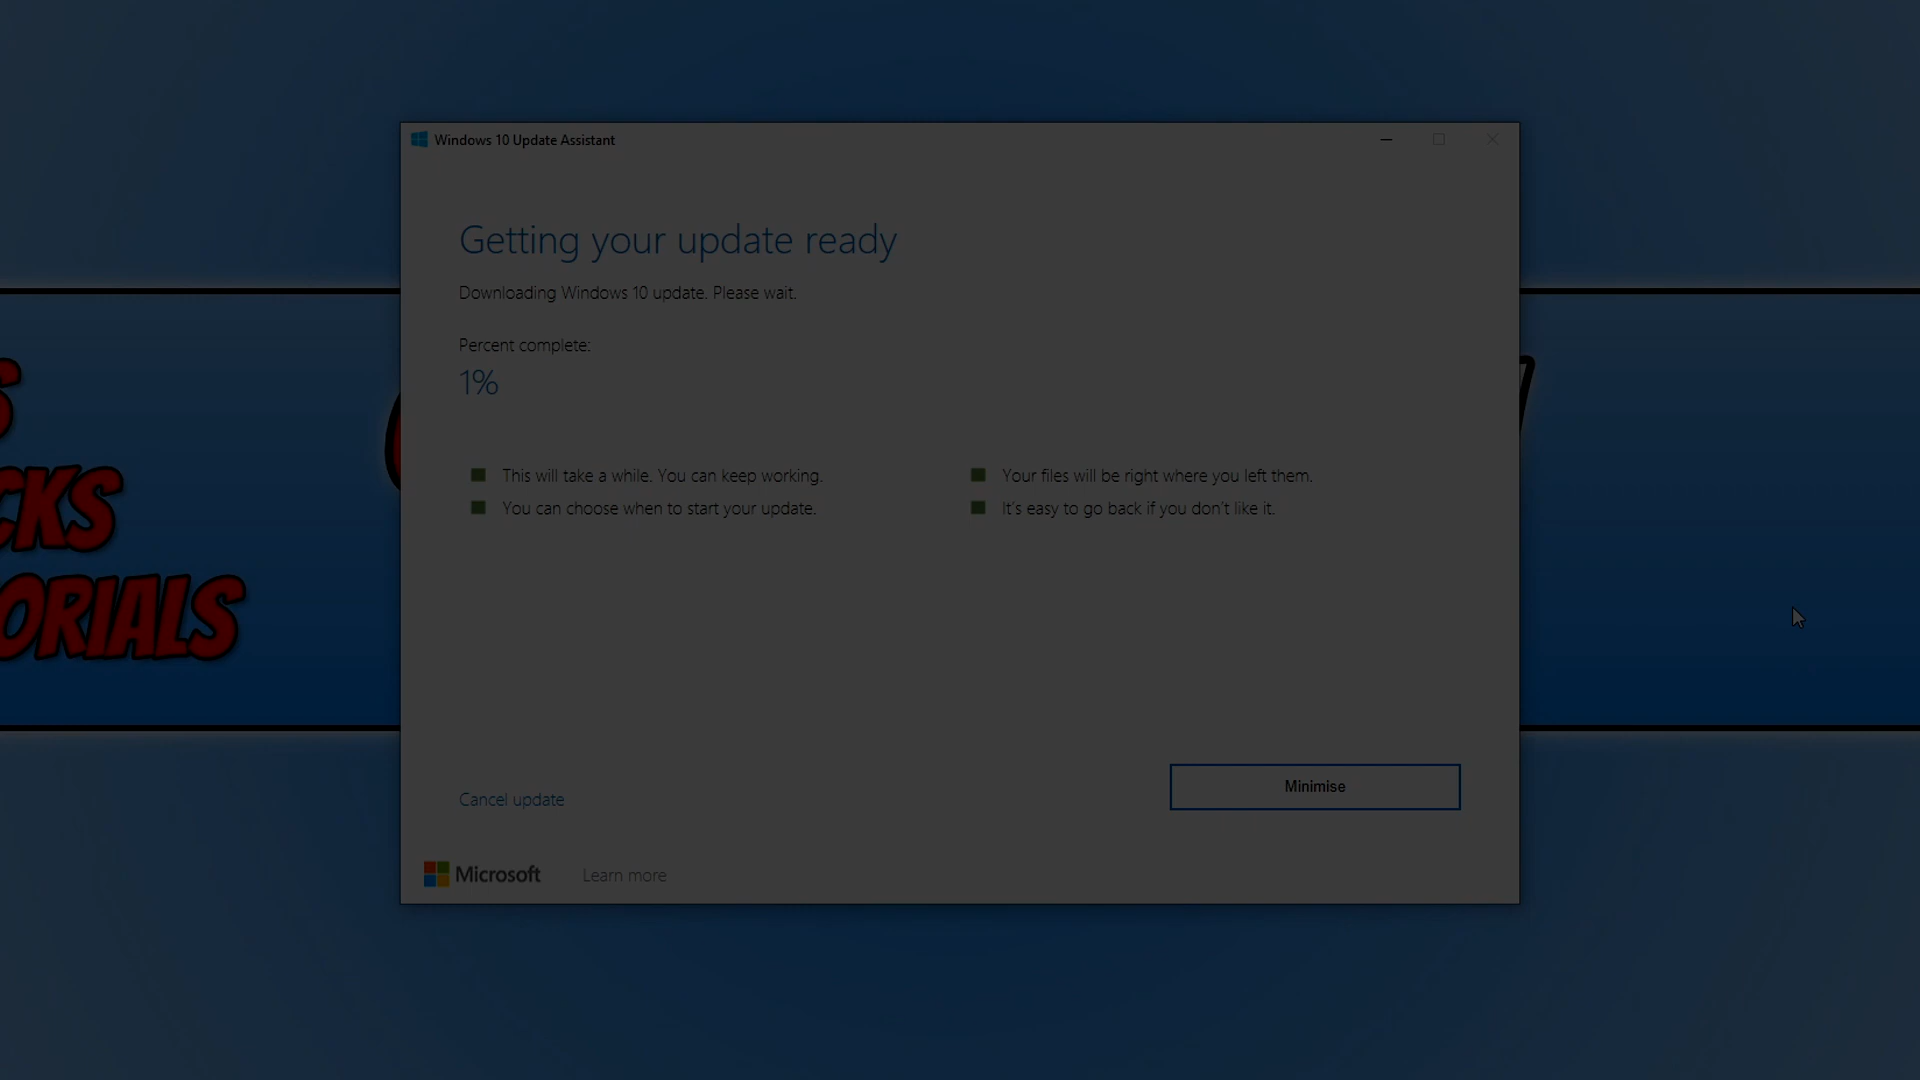 Windows 10 Update Assistant
Getting your update ready
Downloading Windows 10 update. Please wait.
Percent complete:
1%
This will take a while. You can keep working.
Your files will be right where you left them.
You can choose when to start your update.
It's easy to go back if you don't like it.
CKS
ORIALS
Minimise
Cancel update
Microsoft
Learn more